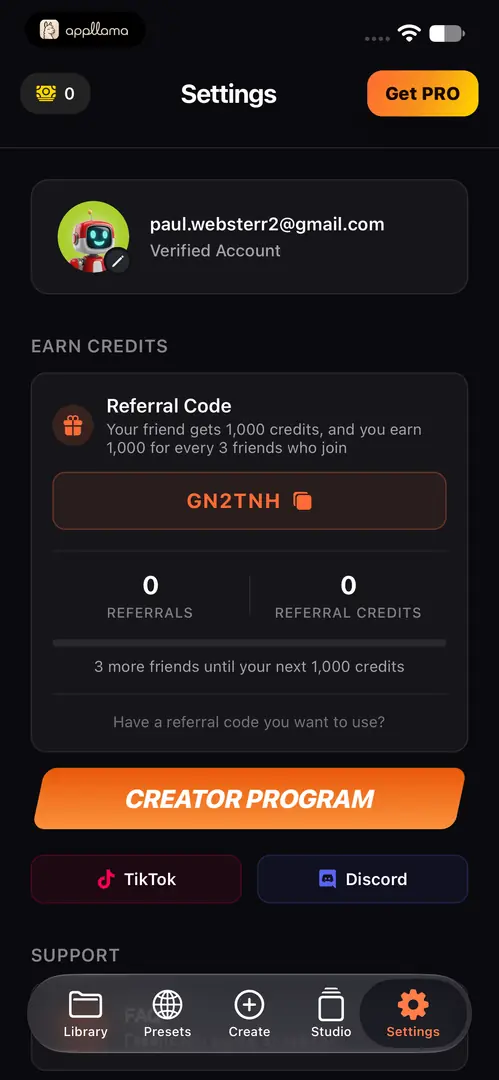 appllama
0
Settings
Get PRO
paul.websterr2@gmail.com
Verified Account
EARN CREDITS
Referral Code
Your friend gets 1,000 credits, and you earn
1,000 for every 3 friends who join
GN2TNH
0
REFERRALS
0
REFERRAL CREDITS
3 more friends until your next 1,000 credits
Have a referral code you want to use?
CREATOR PROGRAM
TikTok
Discord
SUPPORT
Library
Presets
Create
Studio
Settings